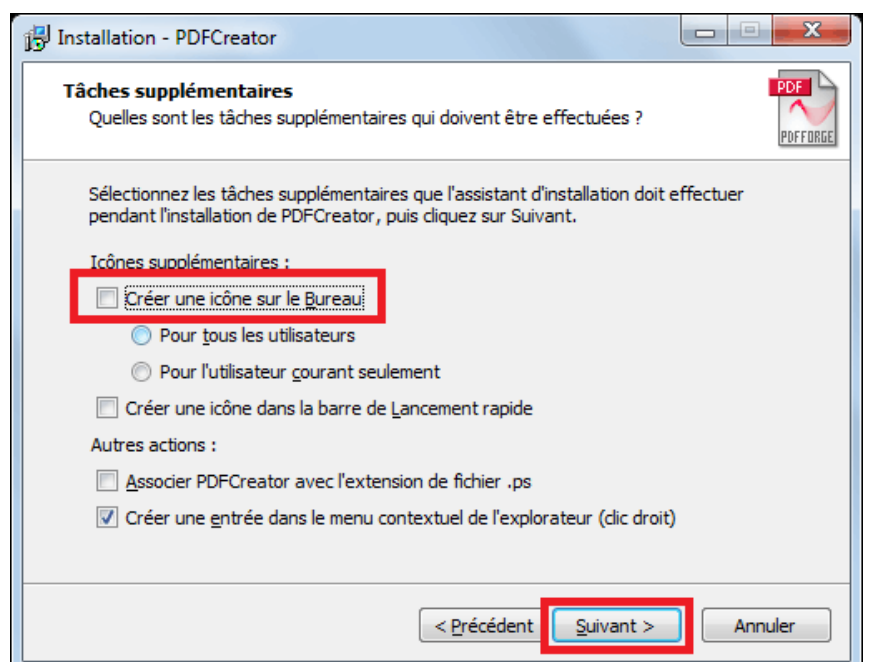 Installation - PDFCreator
Tâches supplémentaires
Quelles sont les tâches supplémentaires qui doivent être effectuées ?
PDF
PDFFORGE
Sélectionnez les tâches supplémentaires que l'assistant d'installation doit effectuer
pendant l'installation de PDFCreator, puis cliquez sur Suivant.
Icônes supplémentaires :
Créer une icône sur le Bureau
Pour tous les utilisateurs
Pour l'utilisateur courant seulement
Créer une icône dans la barre de Lancement rapide
Autres actions :
Associer PDFCreator avec l'extension de fichier .ps
Créer une entrée dans le menu contextuel de l'explorateur (clic droit)
< Précédent Suivant > Annuler